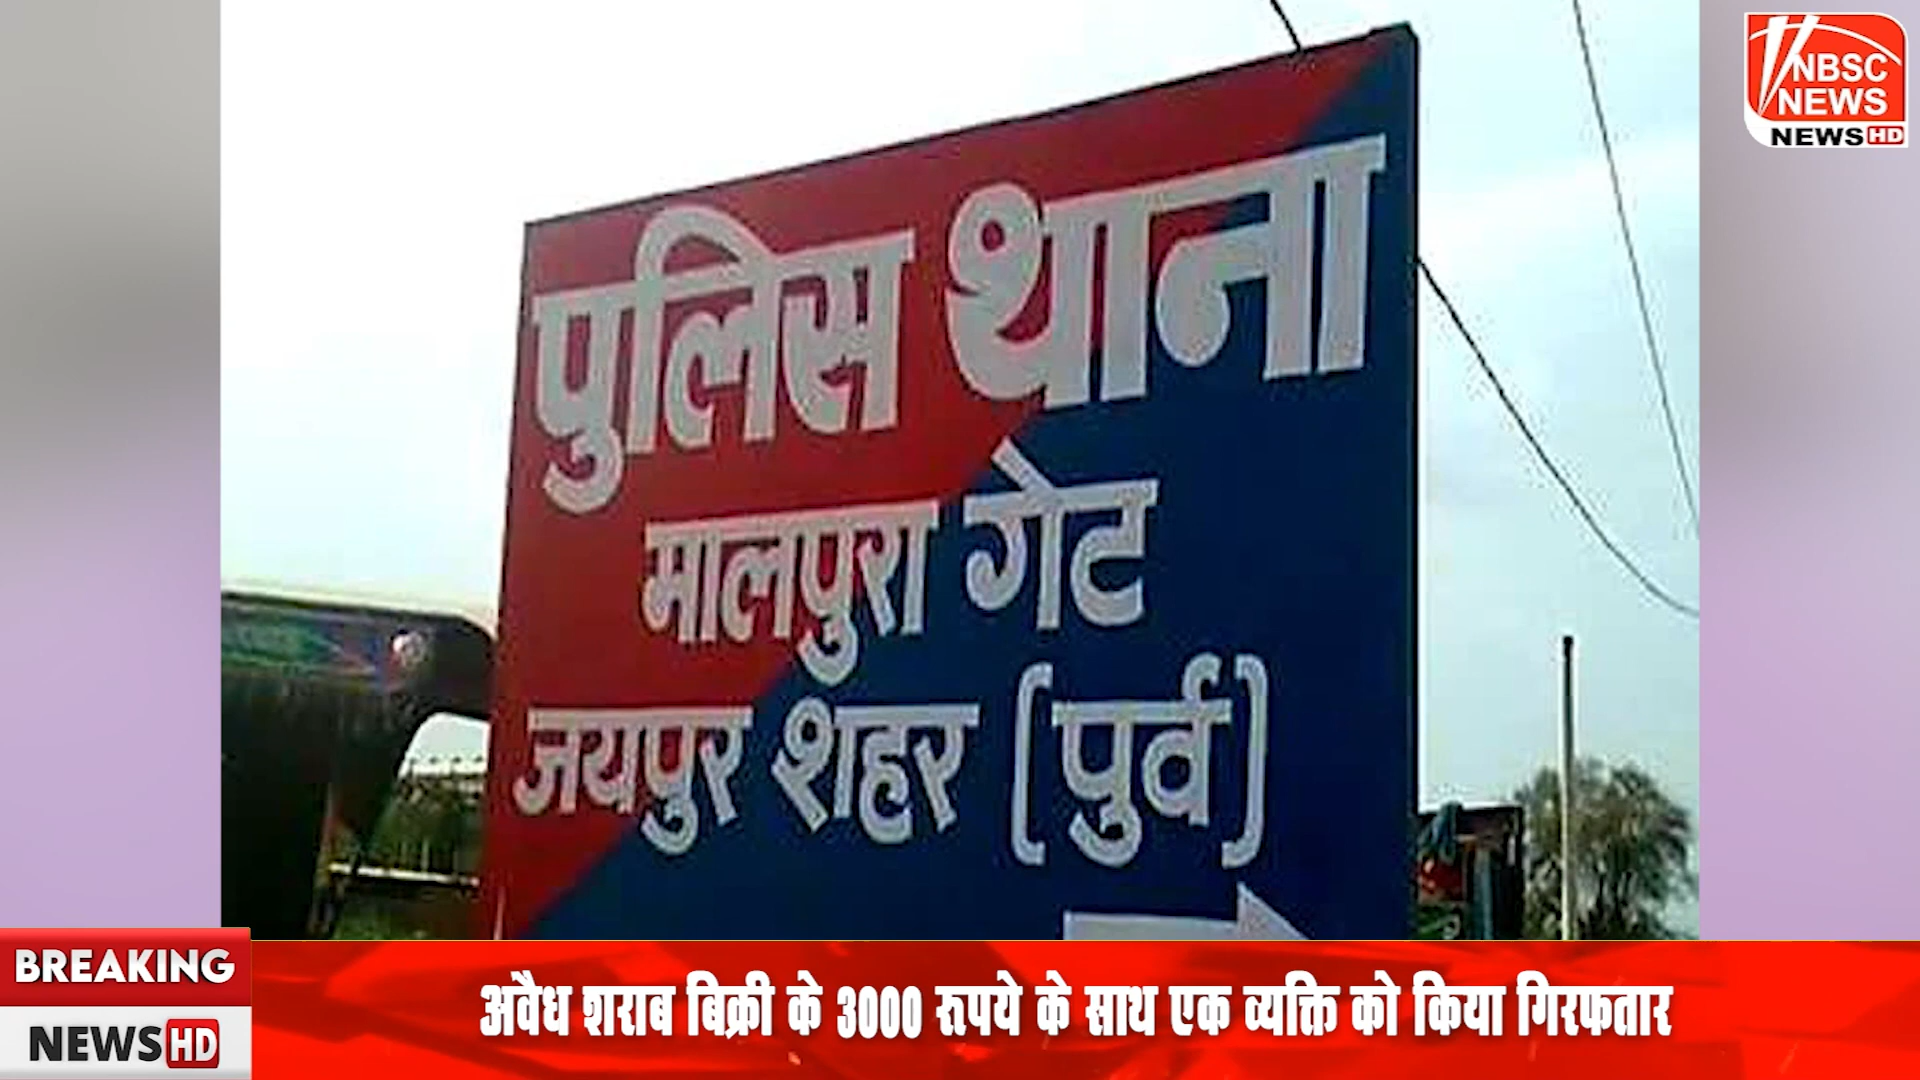 NBSC
NEWS
NEWS HD
पुलिस थाना
मालपुरा गेट
जयपुर शहर (पुर्व)
BREAKING
NEWS HD
अवैध शराब बिक्री के 3000 रूपये के साथ एक व्यक्ति को किया गिरफतार